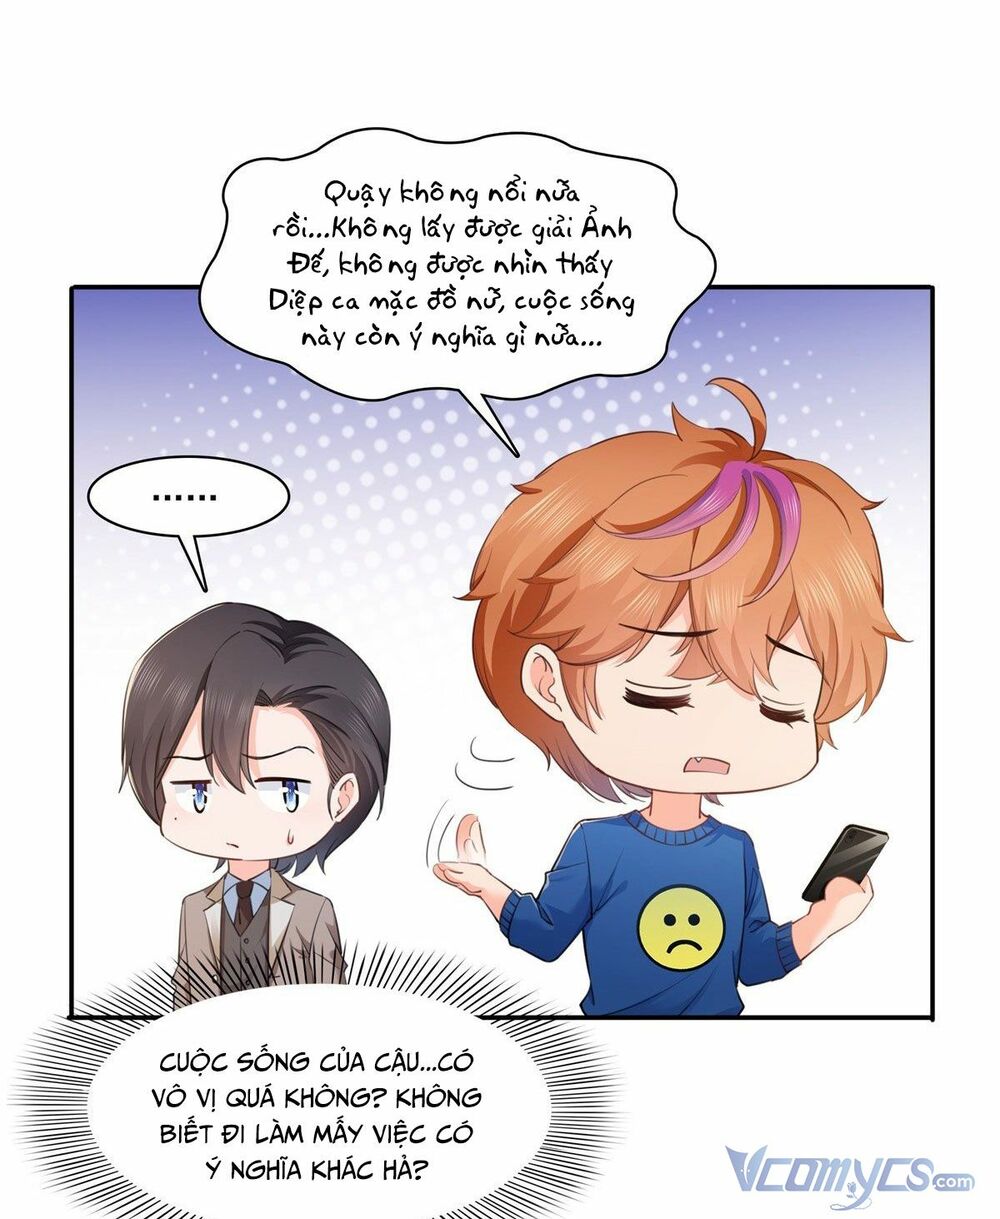 Quậy không nổi nữa
rồi...Không lấy được giải Ảnh
Đế, không được nhìn thấy
Diệp ca mặc đồ nữ, cuộc sống
này còn ý nghĩa gì nữa...
......
CUỘC SỐNG CỦA CẬU...CÓ
VÔ VỊ QUÁ KHÔNG? KHÔNG
BIẾT ĐI LÀM MẤY VIỆC CÓ
Ý NGHĨA KHÁC HẢ?
VCOMYCS.com